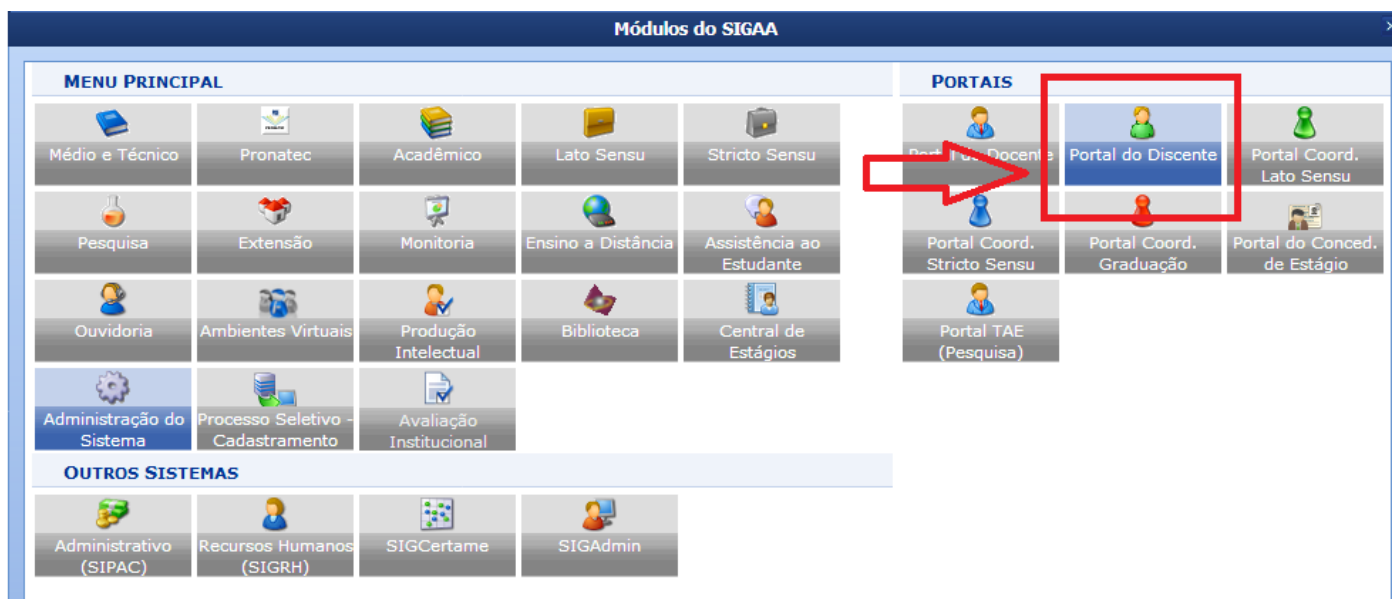 Módulos do SIGAA
MENU PRINCIPAL
Médio e Técnico
Pronatec
Acadêmico
Lato Sensu
Stricto Sensu
Pesquisa
Extensão
Monitoria
Ensino a Distância
Assistência ao
Estudante
Ouvidoria
Ambientes Virtuais
Produção
Intelectual
Biblioteca
Central de
Estágios
Administração do
Sistema
Processo Seletivo -
Cadastramento
Avaliação
Institucional
OUTROS SISTEMAS
Administrativo
(SIPAC)
Recursos Humanos
(SIGRH)
SIGCertame
SIGAdmin
PORTAIS
Portal do Docente
Portal do Discente
Portal Coord.
Lato Sensu
Portal Coord.
Stricto Sensu
Portal Coord.
Graduação
Portal do Conced.
de Estágio
Portal TAE
(Pesquisa)